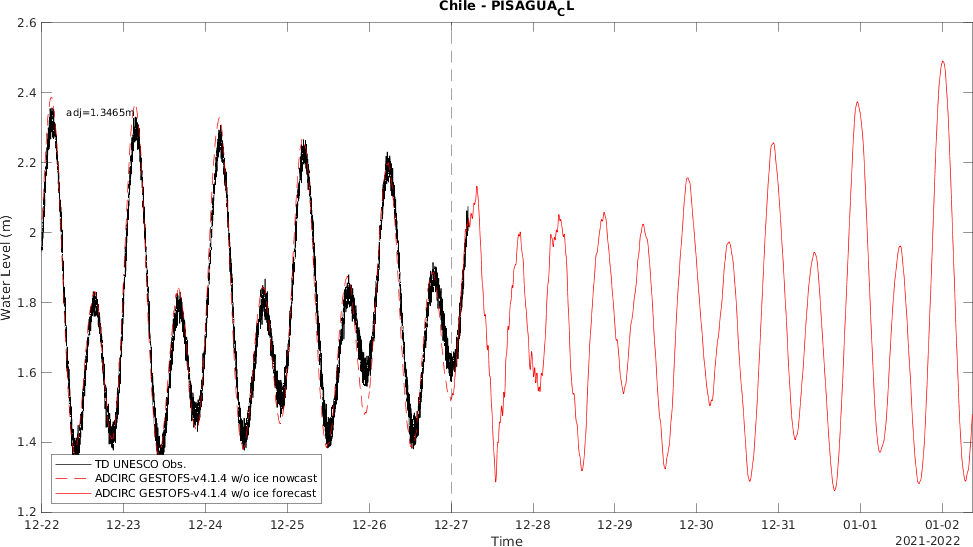 Chile - PISAGUA_CL
2.6
2.4
2.2
2
1.8
1.6
1.4
1.2
Water Level (m)
adj=1.3465m
TD UNESCO Obs.
ADCIRC GESTOFS-v4.1.4 w/o ice nowcast
ADCIRC GESTOFS-v4.1.4 w/o ice forecast
12-22 12-23 12-24 12-25 12-26 12-27 12-28 12-29 12-30 12-31 01-01 01-02
Time
2021-2022